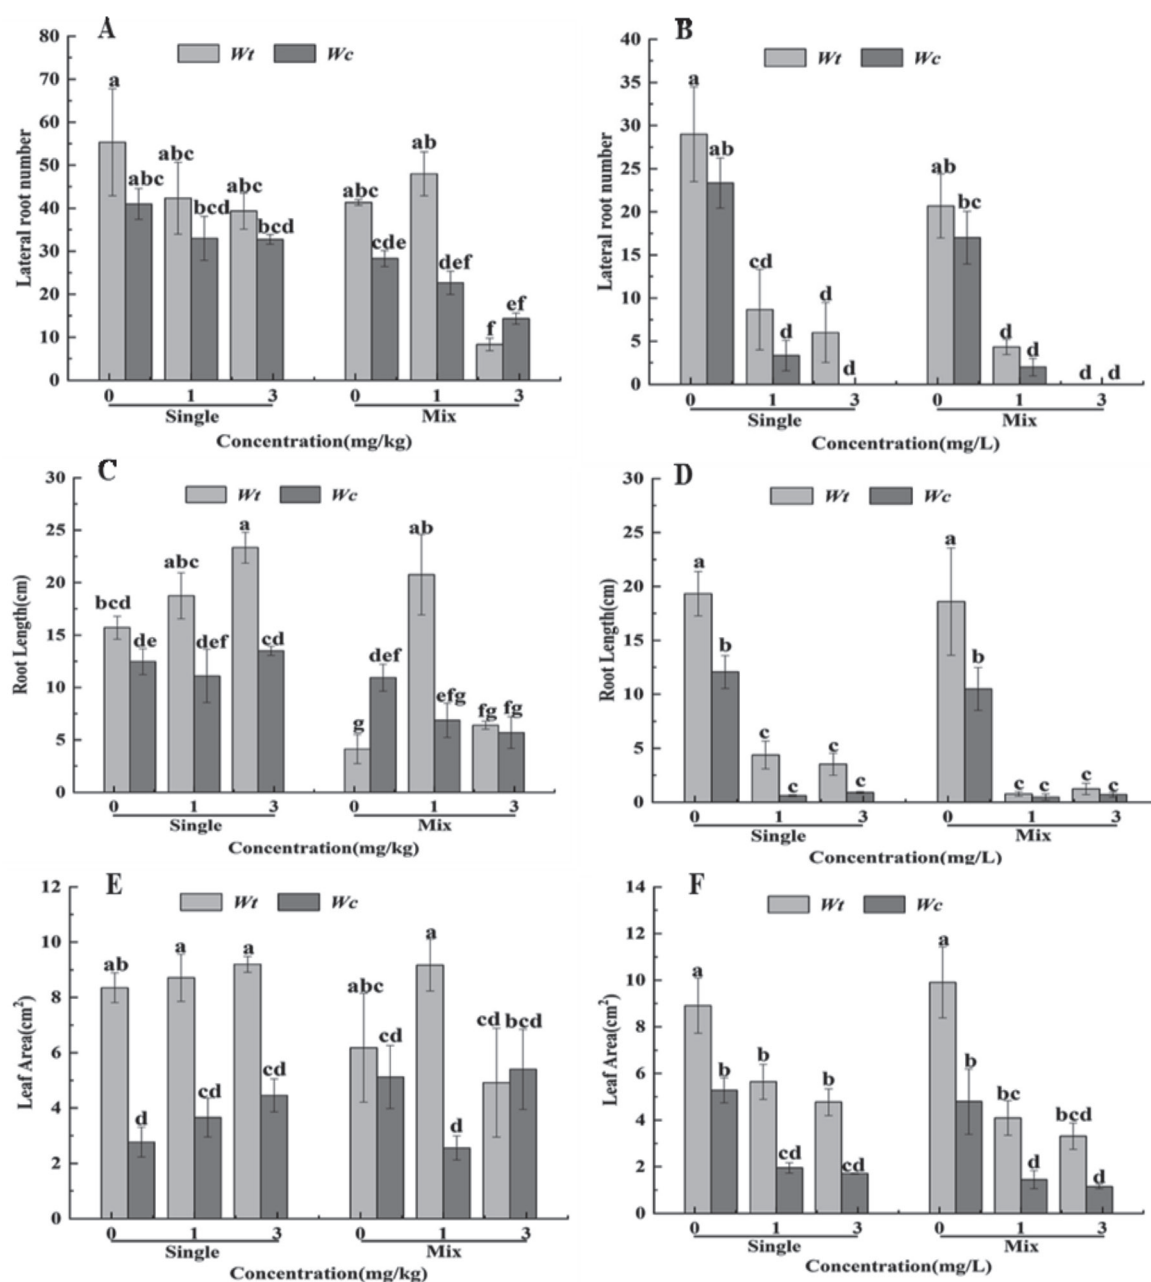 A
Wt Wc
Lateral root number
80
70
60
50
40
30
20
10
0
a
abc
abc
bcd
abc
bcd
abc
cde
ab
def
f
ef
0 1 3 0 1 3
Single Mix
Concentration(mg/kg)
B
Wt Wc
Lateral root number
40
35
30
25
20
15
10
5
0
a
ab
cd
d
d
d
ab
bc
d
d
d d
0 1 3 0 1 3
Single Mix
Concentration(mg/L)
C
Wt Wc
Root Length(cm)
30
25
20
15
10
5
0
bcd
de
abc
def
a
cd
g
def
ab
efg
fg fg
0 1 3 0 1 3
Single Mix
Concentration(mg/kg)
D
Wt Wc
Root Length(cm)
30
25
20
15
10
5
0
a
b
c
c
c
c
a
b
c c
c c
0 1 3 0 1 3
Single Mix
Concentration(mg/L)
E
Wt Wc
Leaf Area(cm²)
12
10
8
6
4
2
0
ab
d
a
cd
a
cd
abc
cd
a
d
cd bcd
0 1 3 0 1 3
Single Mix
Concentration(mg/kg)
F
Wt Wc
Leaf Area(cm²)
14
12
10
8
6
4
2
0
a
b
b
cd
b
cd
a
b
bc
d
bcd
d
0 1 3 0 1 3
Single Mix
Concentration(mg/L)